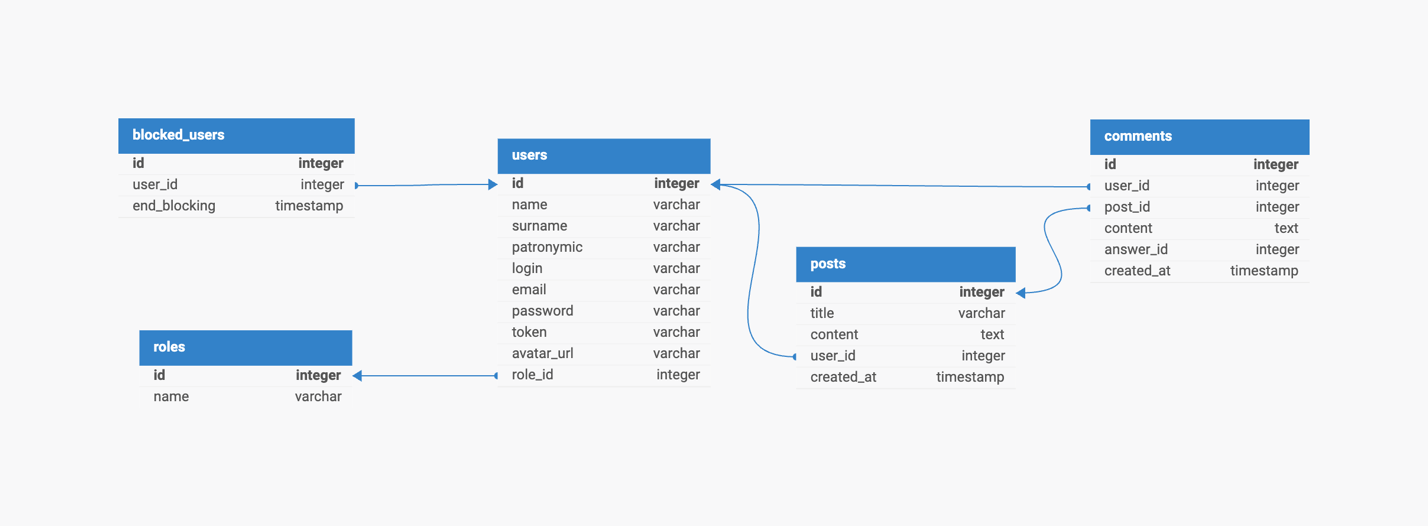 blocked_users
id integer
user_id integer
end_blocking timestamp
roles
id integer
name varchar
users
id integer
name varchar
surname varchar
patronymic varchar
login varchar
email varchar
password varchar
token varchar
avatar_url varchar
role_id integer
posts
id integer
title varchar
content text
user_id integer
created_at timestamp
comments
id integer
user_id integer
post_id integer
content text
answer_id integer
created_at timestamp